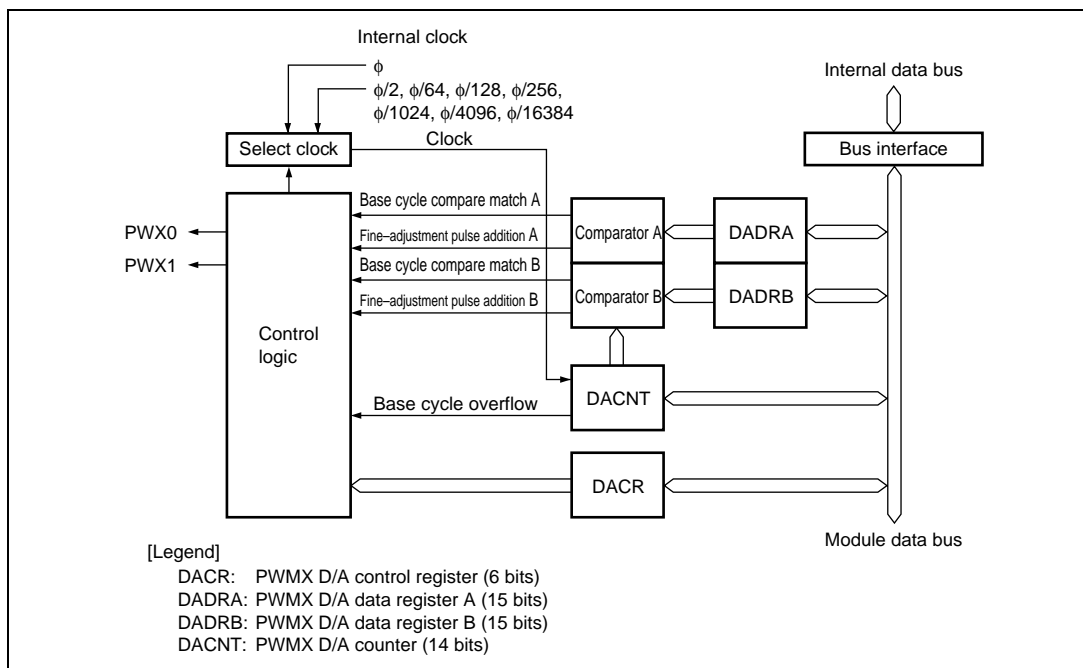 Internal clock
ϕ
ϕ/2, ϕ/64, ϕ/128, ϕ/256,
ϕ/1024, ϕ/4096, ϕ/16384
Internal data bus
Select clock
Clock
Bus interface
Base cycle compare match A
PWX0
Fine–adjustment pulse addition A
Comparator A
DADRA
PWX1
Base cycle compare match B
Fine–adjustment pulse addition B
Comparator B
DADRB
Control
logic
DACNT
Base cycle overflow
DACR
Module data bus
[Legend]
DACR: PWMX D/A control register (6 bits)
DADRA: PWMX D/A data register A (15 bits)
DADRB: PWMX D/A data register B (15 bits)
DACNT: PWMX D/A counter (14 bits)